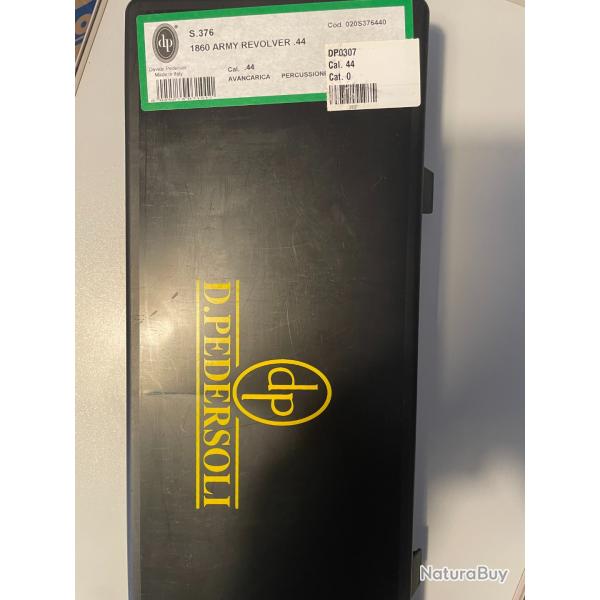 dp
Davide Pedersoli
Made in Italy
S.376
1860 ARMY REVOLVER .44
Cod. 020S376440
Cal. .44
AVANCARICA PERCUSSIONE
DP0307
Cal. 44
Cat. 0
D.PEDERSOLI
dp
NaturaBuy